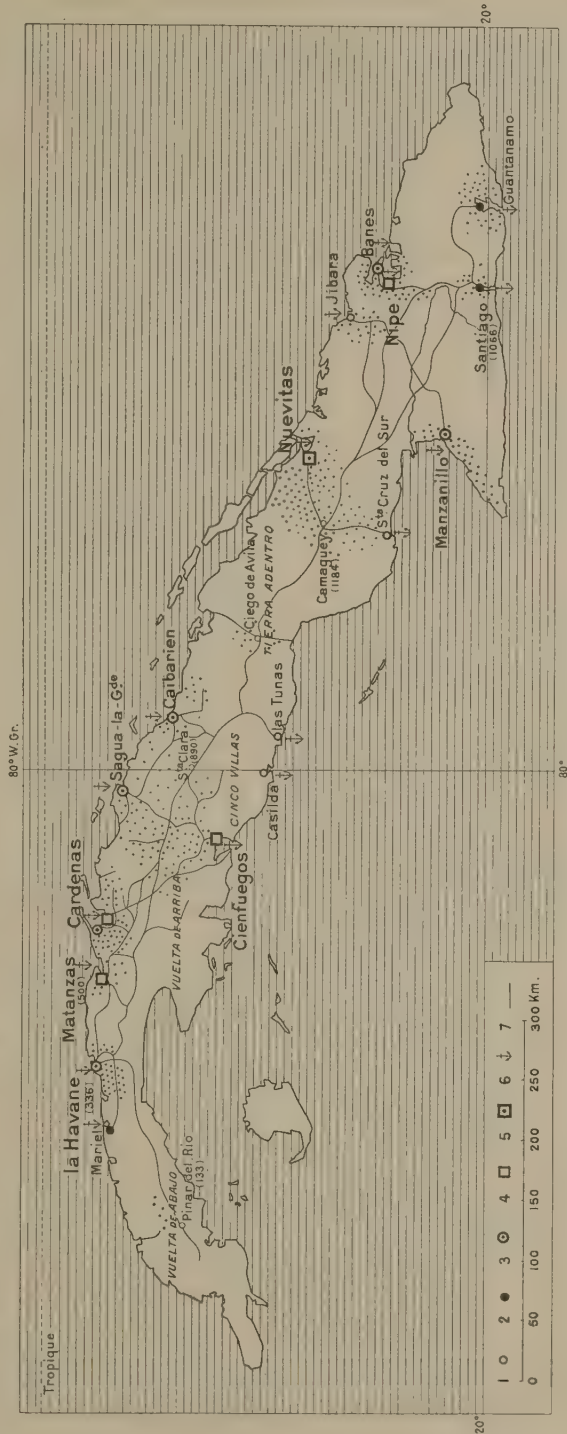 Tropique
80° W. Gr.
20°
la Havane
(336)
Mariel
Matanzas
(500)
Cardenas
Sagua-la-Gde
Caibarien
Sta Clara
(890)
VUELTA DE ABAJO
Pinar del Rio
(133)
VUELTA DE ARRIBA
Cienfuegos
CINCO VILLAS
Casilda
las Tunas
Ciego de Avila
TIERRA ADENTRO
Nuevitas
Camaguey
(1184)
Sta Cruz del Sur
Jibara
Banes
Nipe
Manzanillo
Santiago
(1066)
Guantanamo
20°
80°
20°
1 2 3 4 5 6 7
0 50 100 150 200 250 300 Km.